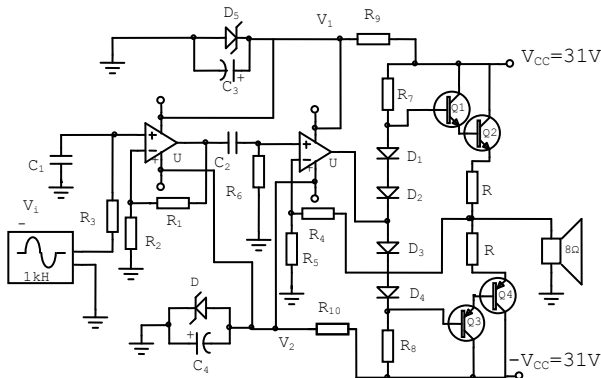 D5
V1
R9
VCC=31V
C3
+
R7
Q1
Q2
D1
U
C2
U
C1
R6
D2
R
Vi
R3
R1
R4
R
8Ω
-
R2
R5
D3
1kH
D
D4
Q4
Q3
R10
+
C4
V2
R8
-VCC=31V